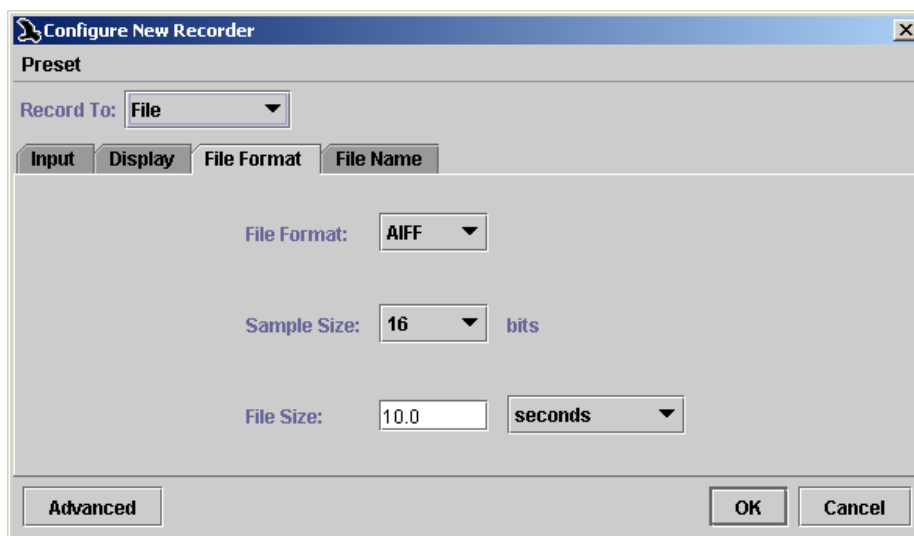 Configure New Recorder
Preset
Record To: File
Input Display File Format File Name
File Format: AIFF
Sample Size: 16 bits
File Size: 10.0 seconds
Advanced OK Cancel